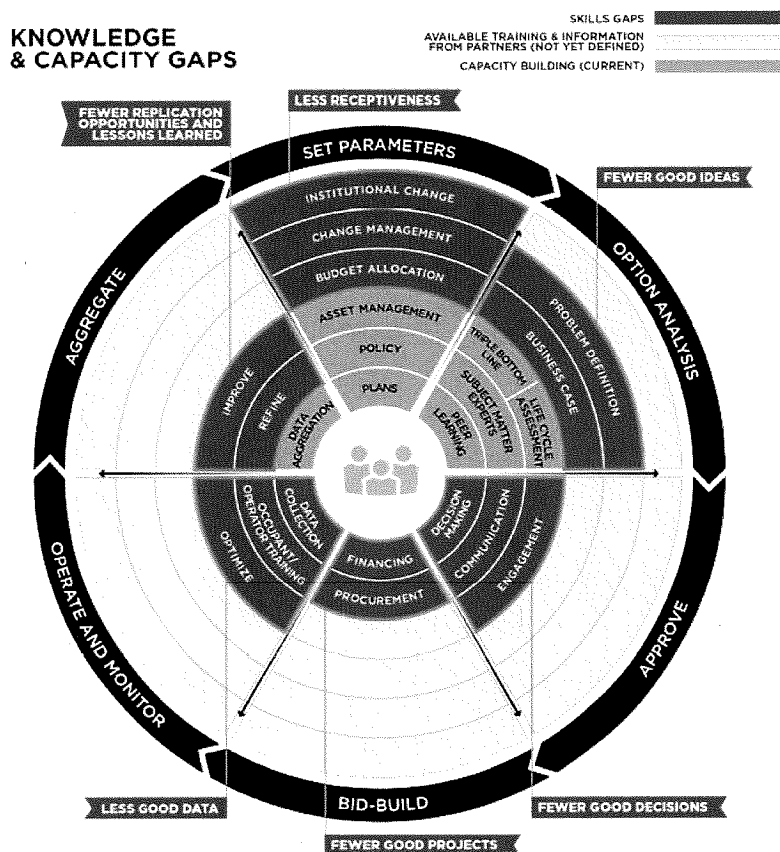 KNOWLEDGE
& CAPACITY GAPS
SKILLS GAPS
AVAILABLE TRAINING & INFORMATION
FROM PARTNERS (NOT YET DEFINED)
CAPACITY BUILDING (CURRENT)
FEWER REPLICATION
OPPORTUNITIES AND
LESSONS LEARNED
LESS RECEPTIVENESS
FEWER GOOD IDEAS
SET PARAMETERS
INSTITUTIONAL CHANGE
CHANGE MANAGEMENT
BUDGET ALLOCATION
ASSET MANAGEMENT
POLICY
PLANS
OPTION ANALYSIS
PROBLEM DEFINITION
BUSINESS CASE
TRIPLE BOTTOM
LINE
LIFE CYCLE
ASSESSMENT
SUBJECT MATTER
EXPERTS
PEER
LEARNING
APPROVE
DECISION
MAKING
COMMUNICATION
ENGAGEMENT
BID-BUILD
FINANCING
PROCUREMENT
OPERATE AND MONITOR
DATA
COLLECTION
OCCUPANT/
OPERATOR TRAINING
OPTIMIZE
AGGREGATE
IMPROVE
REFINE
DATA
AGGREGATION
LESS GOOD DATA
FEWER GOOD PROJECTS
FEWER GOOD DECISIONS